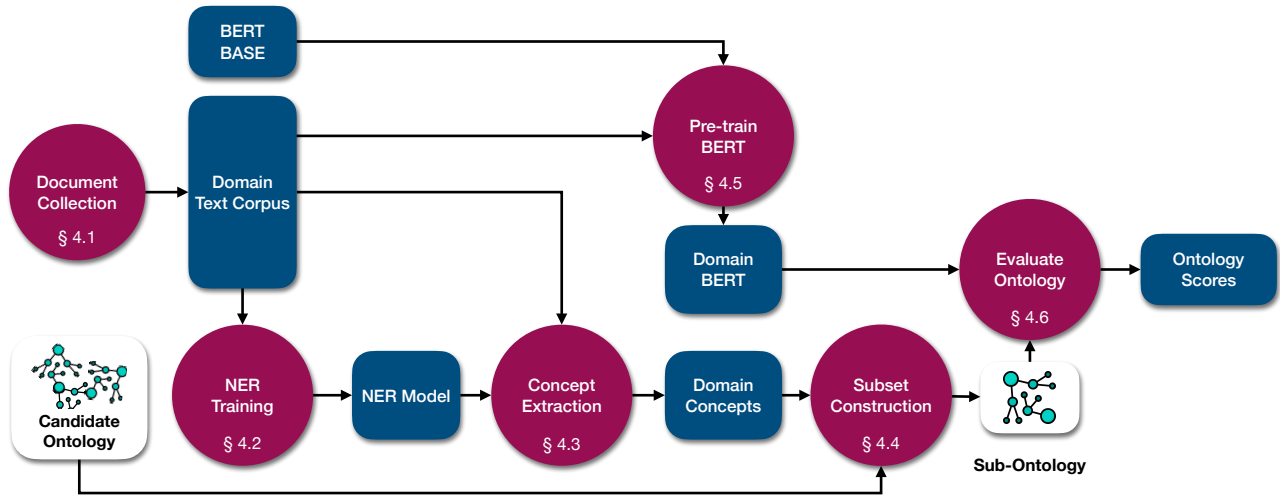 BERT
BASE
Document
Collection
§ 4.1
Domain
Text Corpus
Pre-train
BERT
§ 4.5
Domain
BERT
Evaluate
Ontology
§ 4.6
Ontology
Scores
Candidate
Ontology
NER
Training
§ 4.2
NER Model
Concept
Extraction
§ 4.3
Domain
Concepts
Subset
Construction
§ 4.4
Sub-Ontology